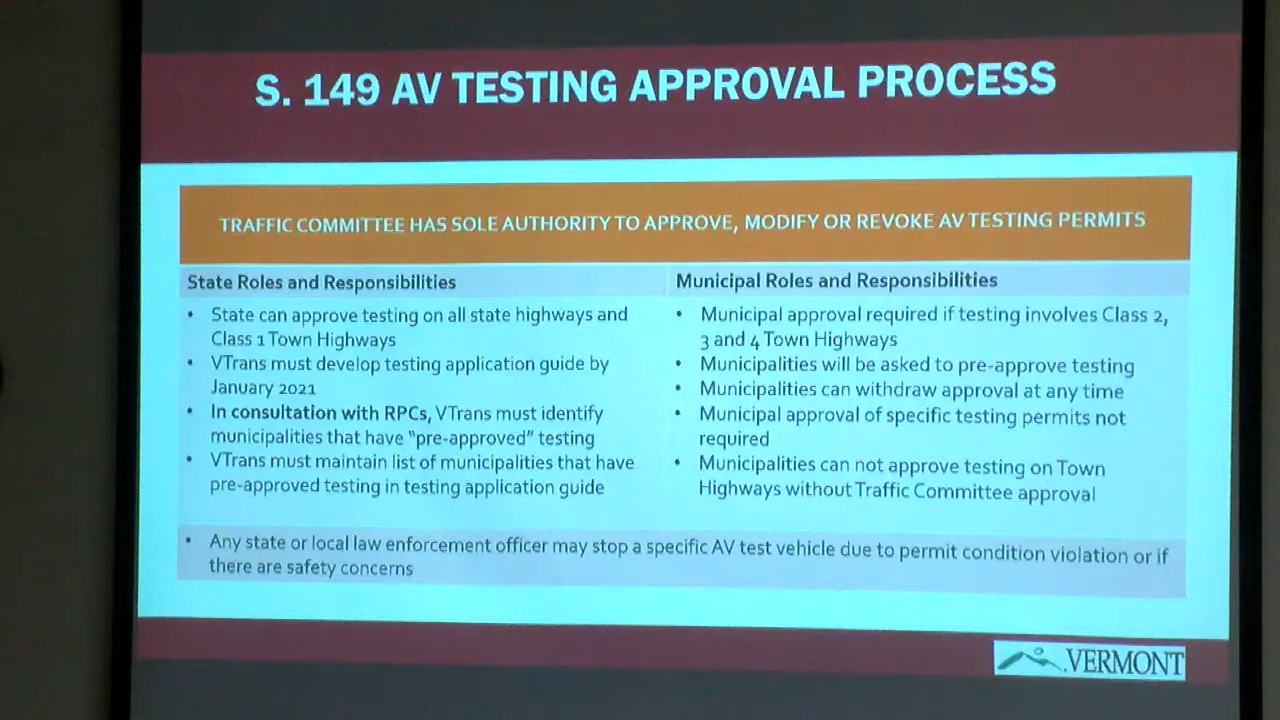 S. 149 AV TESTING APPROVAL PROCESS
TRAFFIC COMMITTEE HAS SOLE AUTHORITY TO APPROVE, MODIFY OR REVOKE AV TESTING PERMITS
State Roles and Responsibilities
• State can approve testing on all state highways and
Class 1 Town Highways
• VTrans must develop testing application guide by
January 2021
• In consultation with RPCs, VTrans must identify
municipalities that have "pre-approved" testing
• VTrans must maintain list of municipalities that have
pre-approved testing in testing application guide
Municipal Roles and Responsibilities
• Municipal approval required if testing involves Class 2,
3 and 4 Town Highways
• Municipalities will be asked to pre-approve testing
• Municipalities can withdraw approval at any time
• Municipal approval of specific testing permits not
required
• Municipalities can not approve testing on Town
Highways without Traffic Committee approval
• Any state or local law enforcement officer may stop a specific AV test vehicle due to permit condition violation or if
there are safety concerns
VERMONT